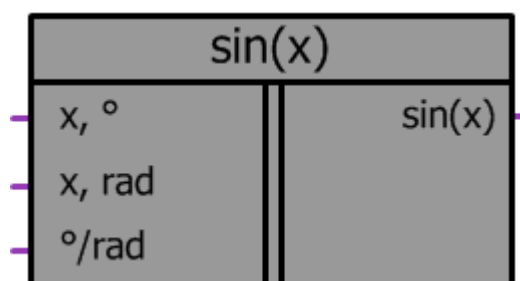 sin(x)
x, °
sin(x)
x, rad
°/rad